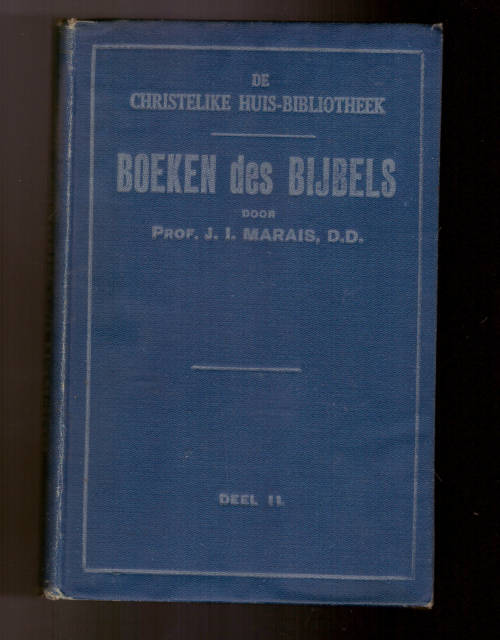 DE
CHRISTELIKE HUIS-BIBLIOTHEEK
BOEKEN des BIJBELS
DOOR
PROF. J. I. MARAIS, D.D.
DEEL II.